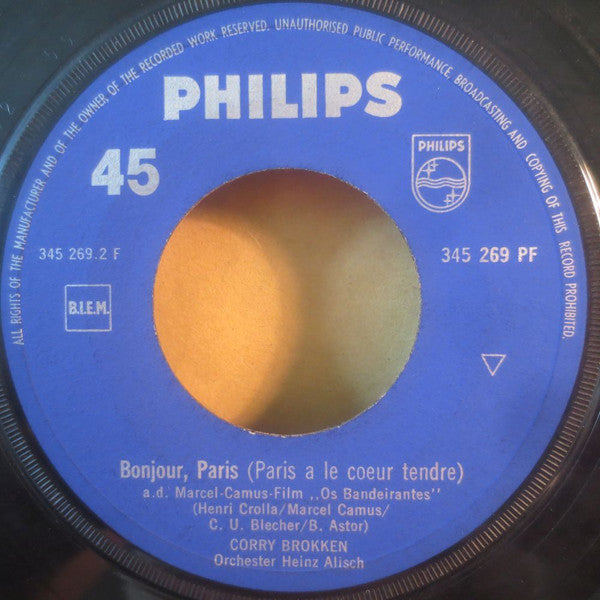 ALL RIGHTS OF THE MANUFACTURER AND OF THE OWNER OF THE RECORDED WORK RESERVED. UNAUTHORISED PUBLIC PERFORMANCE, BROADCASTING AND COPYING OF THIS RECORD PROHIBITED.
PHILIPS
45
PHILIPS
345 269.2 F
345 269 PF
B.I.E.M.
Bonjour, Paris (Paris a le coeur tendre)
a.d. Marcel-Camus-Film ,,Os Bandeirantes"
(Henri Crolla/Marcel Camus/
C. U. Blecher/B. Astor)
CORRY BROKKEN
Orchester Heinz Alisch